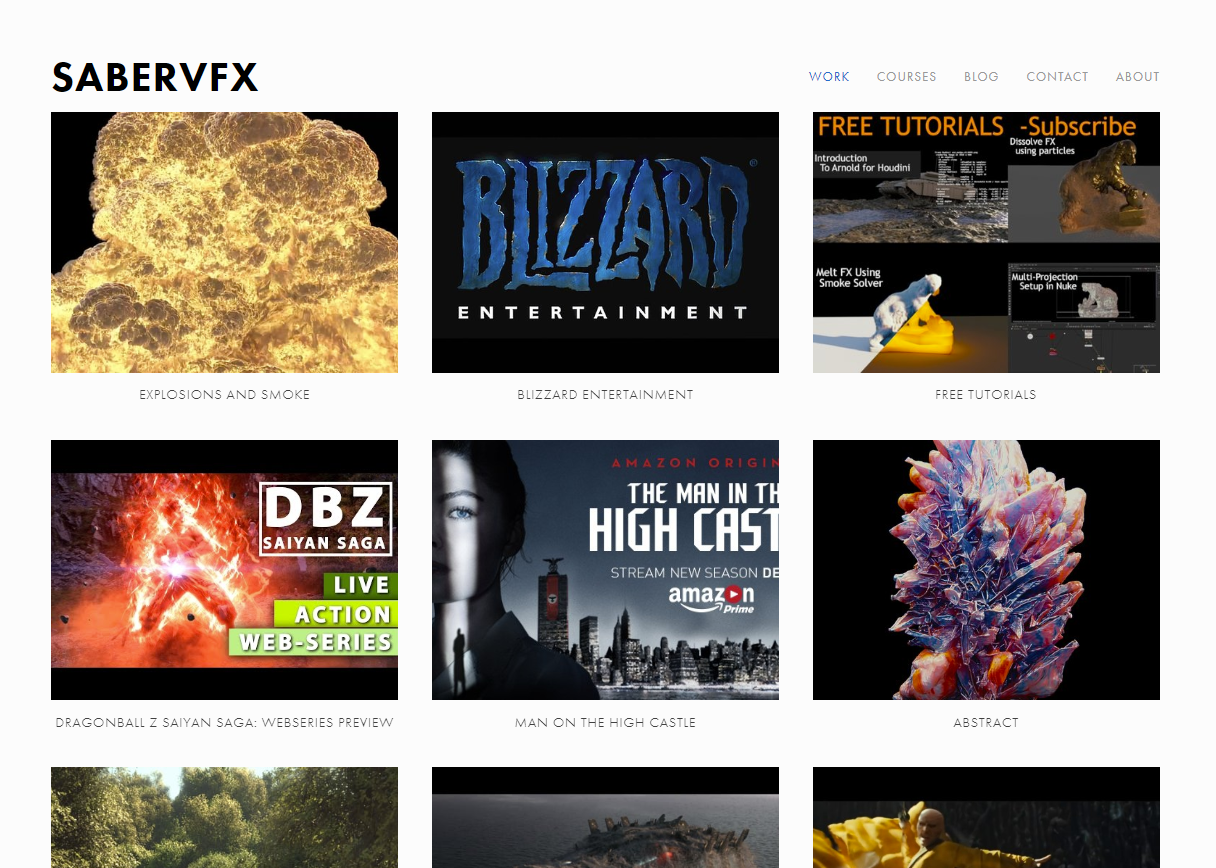 SABERVFX
WORK COURSES BLOG CONTACT ABOUT
BLIZZARD®
ENTERTAINMENT
FREE TUTORIALS -Subscribe
Introduction
To Arnold for Houdini
Dissolve FX
using particles
Melt FX Using
Smoke Solver
Multi-Projection
Setup in Nuke
EXPLOSIONS AND SMOKE
BLIZZARD ENTERTAINMENT
FREE TUTORIALS
DBZ
SAIYAN SAGA
LIVE
ACTION
WEB-SERIES
AMAZON ORIGIN
THE MAN IN TH
HIGH CAST
STREAM NEW SEASON DE
amazon
Prime
DRAGONBALL Z SAIYAN SAGA: WEBSERIES PREVIEW
MAN ON THE HIGH CASTLE
ABSTRACT